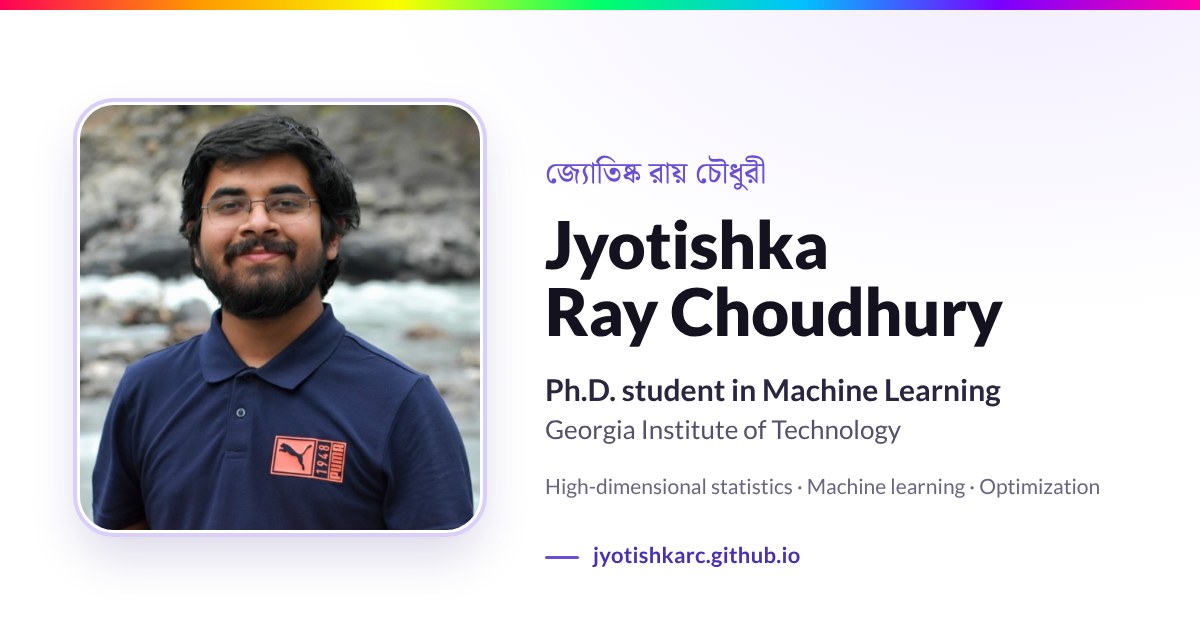 জ্যোতিষ্ক রায় চৌধুরী
Jyotishka
Ray Choudhury
Ph.D. student in Machine Learning
Georgia Institute of Technology
High-dimensional statistics · Machine learning · Optimization
jyotishkarc.github.io
1948
PUMA